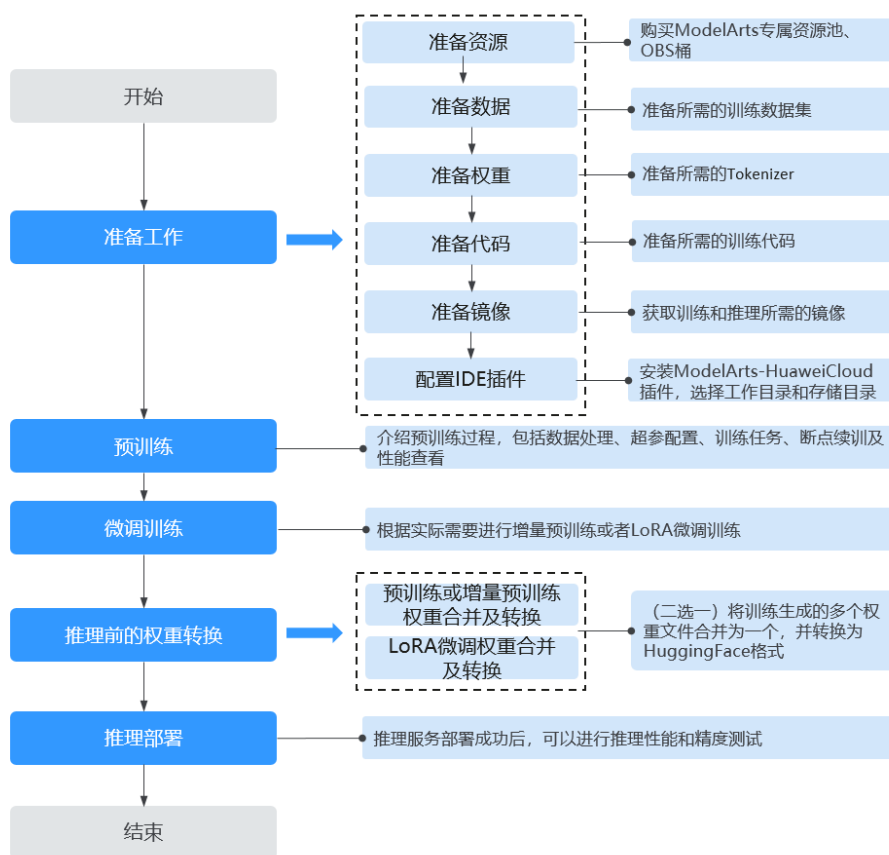 开始
准备工作
准备资源
购买ModelArts专属资源池、
OBS桶
准备数据
准备所需的训练数据集
准备权重
准备所需的Tokenizer
准备代码
准备所需的训练代码
准备镜像
获取训练和推理所需的镜像
配置IDE插件
安装ModelArts-HuaweiCloud
插件，选择工作目录和存储目录
预训练
介绍预训练过程，包括数据处理、超参配置、训练任务、断点续训及
性能查看
微调训练
根据实际需要进行增量预训练或者LoRA微调训练
推理前的权重转换
预训练或增量预训练
权重合并及转换
LoRA微调权重合并
及转换
（二选一）将训练生成的多个权
重文件合并为一个，并转换为
HuggingFace格式
推理部署
推理服务部署成功后，可以进行推理性能和精度测试
结束